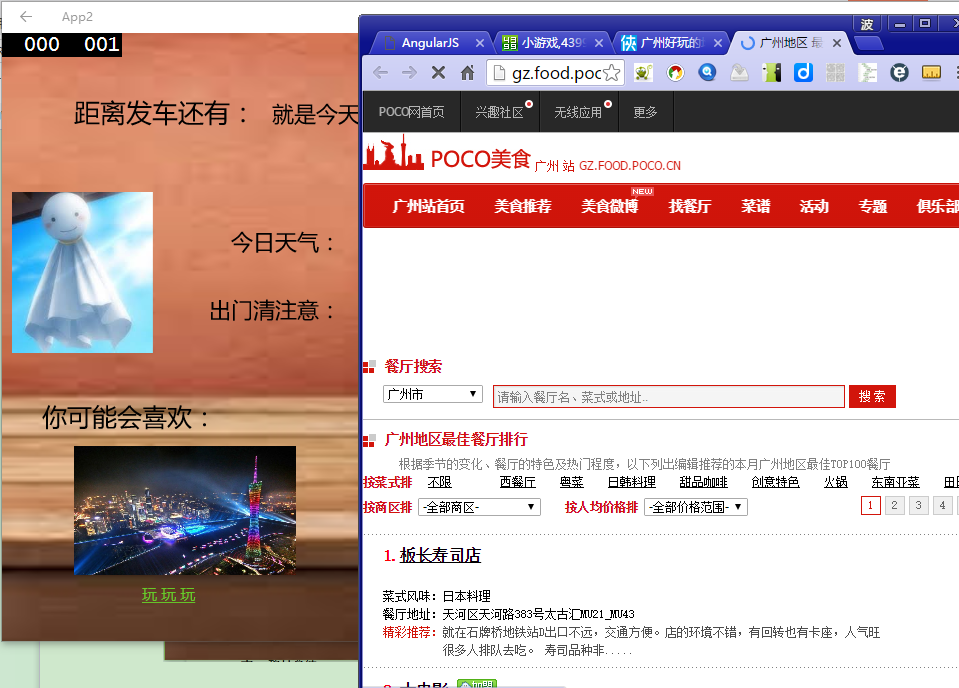 App2
000 001
距离发车还有： 就是今天
今日天气：
出门清注意：
你可能会喜欢：
玩 玩 玩
波
AngularJS
小游戏,439
广州好玩的
广州地区 最
gz.food.poc
POCO网首页 兴趣社区 无线应用 更多
POCO美食 广州 站 GZ.FOOD.POCO.CN
NEW
广州站首页 美食推荐 美食微博 找餐厅 菜谱 活动 专题 俱乐部
餐厅搜索
广州市 请输入餐厅名、菜式或地址.. 搜 索
广州地区最佳餐厅排行
根据季节的变化、餐厅的特色及热门程度，以下列出编辑推荐的本月广州地区最佳TOP100餐厅
按菜式排 不限 西餐厅 粤菜 日韩料理 甜品咖啡 创意特色 火锅 东南亚菜
按商区排 -全部商区- 按人均价格排 -全部价格范围- 1 2 3 4
1. 板长寿司店
菜式风味：日本料理
餐厅地址：天河区天河路383号太古汇MU21_MU43
精彩推荐：就在石牌桥地铁站D出口不远，交通方便。店的环境不错，有回转也有卡座，人气旺
很多人排队去吃。 寿司品种非.....